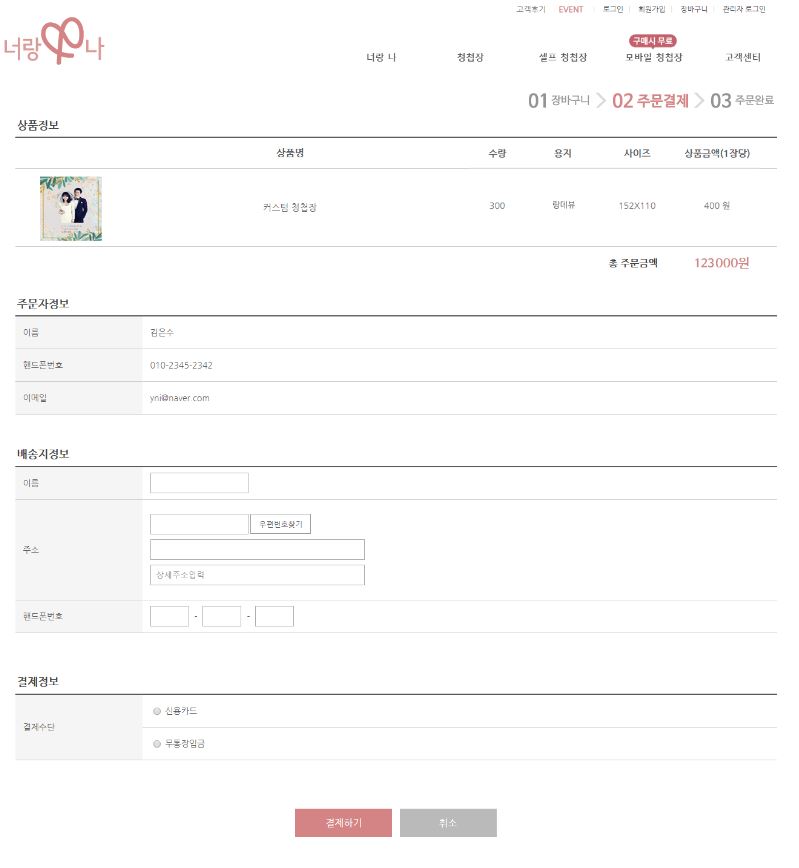 고객후기 EVENT 로그인 회원가입 장바구니 관리자 로그인
너랑 나
구매시 무료
너랑 나 청첩장 셀프 청첩장 모바일 청첩장 고객센터
01 장바구니 02 주문결제 03 주문완료
상품정보
상품명 수량 용지 사이즈 상품금액(1장당)
커스텀 청첩장 300 랑데뷰 152X110 400 원
총 주문금액 123000원
주문자정보
이름 김은수
핸드폰번호 010-2345-2342
이메일 yni@naver.com
배송지정보
이름
우편번호찾기
주소
상세주소입력
핸드폰번호 - -
결제정보
신용카드
결제수단
무통장입금
결제하기 취소